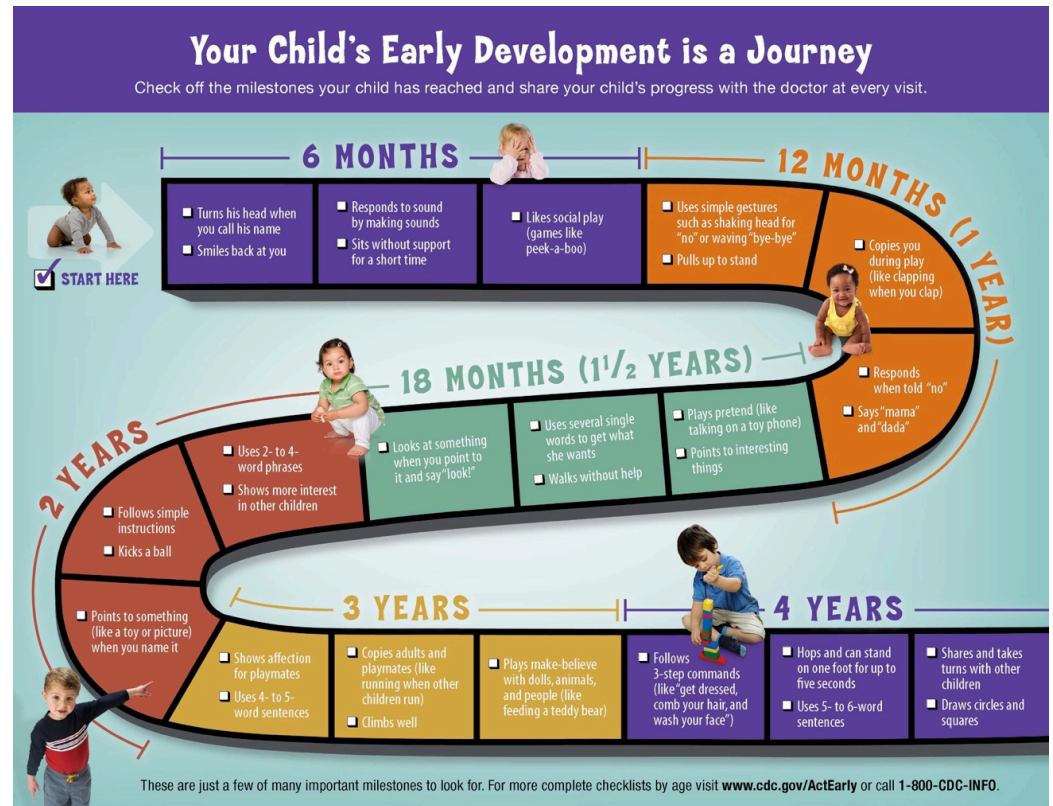 Your Child's Early Development is a Journey
Check off the milestones your child has reached and share your child's progress with the doctor at every visit.
6 MONTHS
START HERE
Turns his head when
you call his name
Smiles back at you
Responds to sound
by making sounds
Sits without support
for a short time
Likes social play
(games like
peek-a-boo)
12 MONTHS (1 YEAR)
Uses simple gestures
such as shaking head for
"no" or waving "bye-bye"
Pulls up to stand
Copies you
during play
(like clapping
when you clap)
Responds
when told "no"
Says "mama"
and "dada"
18 MONTHS (1 1/2 YEARS)
Plays pretend (like
talking on a toy phone)
Points to interesting
things
Uses several single
words to get what
she wants
Walks without help
Looks at something
when you point to
it and say "look!"
2 YEARS
Uses 2- to 4-
word phrases
Shows more interest
in other children
Follows simple
instructions
Kicks a ball
Points to something
(like a toy or picture)
when you name it
3 YEARS
Shows affection
for playmates
Uses 4- to 5-
word sentences
Copies adults and
playmates (like
running when other
children run)
Climbs well
Plays make-believe
with dolls, animals,
and people (like
feeding a teddy bear)
4 YEARS
Follows
3-step commands
(like "get dressed,
comb your hair, and
wash your face")
Hops and can stand
on one foot for up to
five seconds
Uses 5- to 6-word
sentences
Shares and takes
turns with other
children
Draws circles and
squares
These are just a few of many important milestones to look for. For more complete checklists by age visit www.cdc.gov/ActEarly or call 1-800-CDC-INFO.